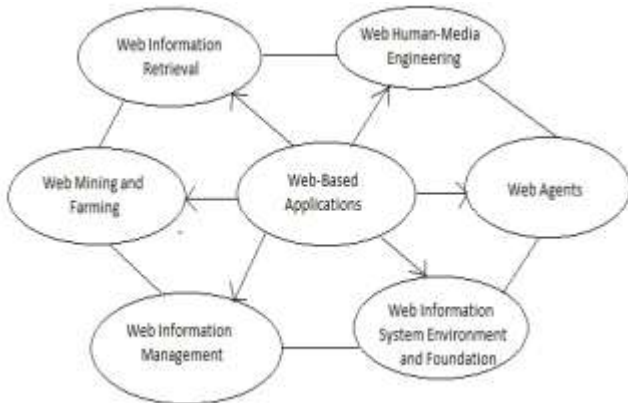 Web Information
Retrieval
Web Human-Media
Engineering
Web Mining and
Farming
Web-Based
Applications
Web Agents
Web Information
Management
Web Information
System Environment
and Foundation